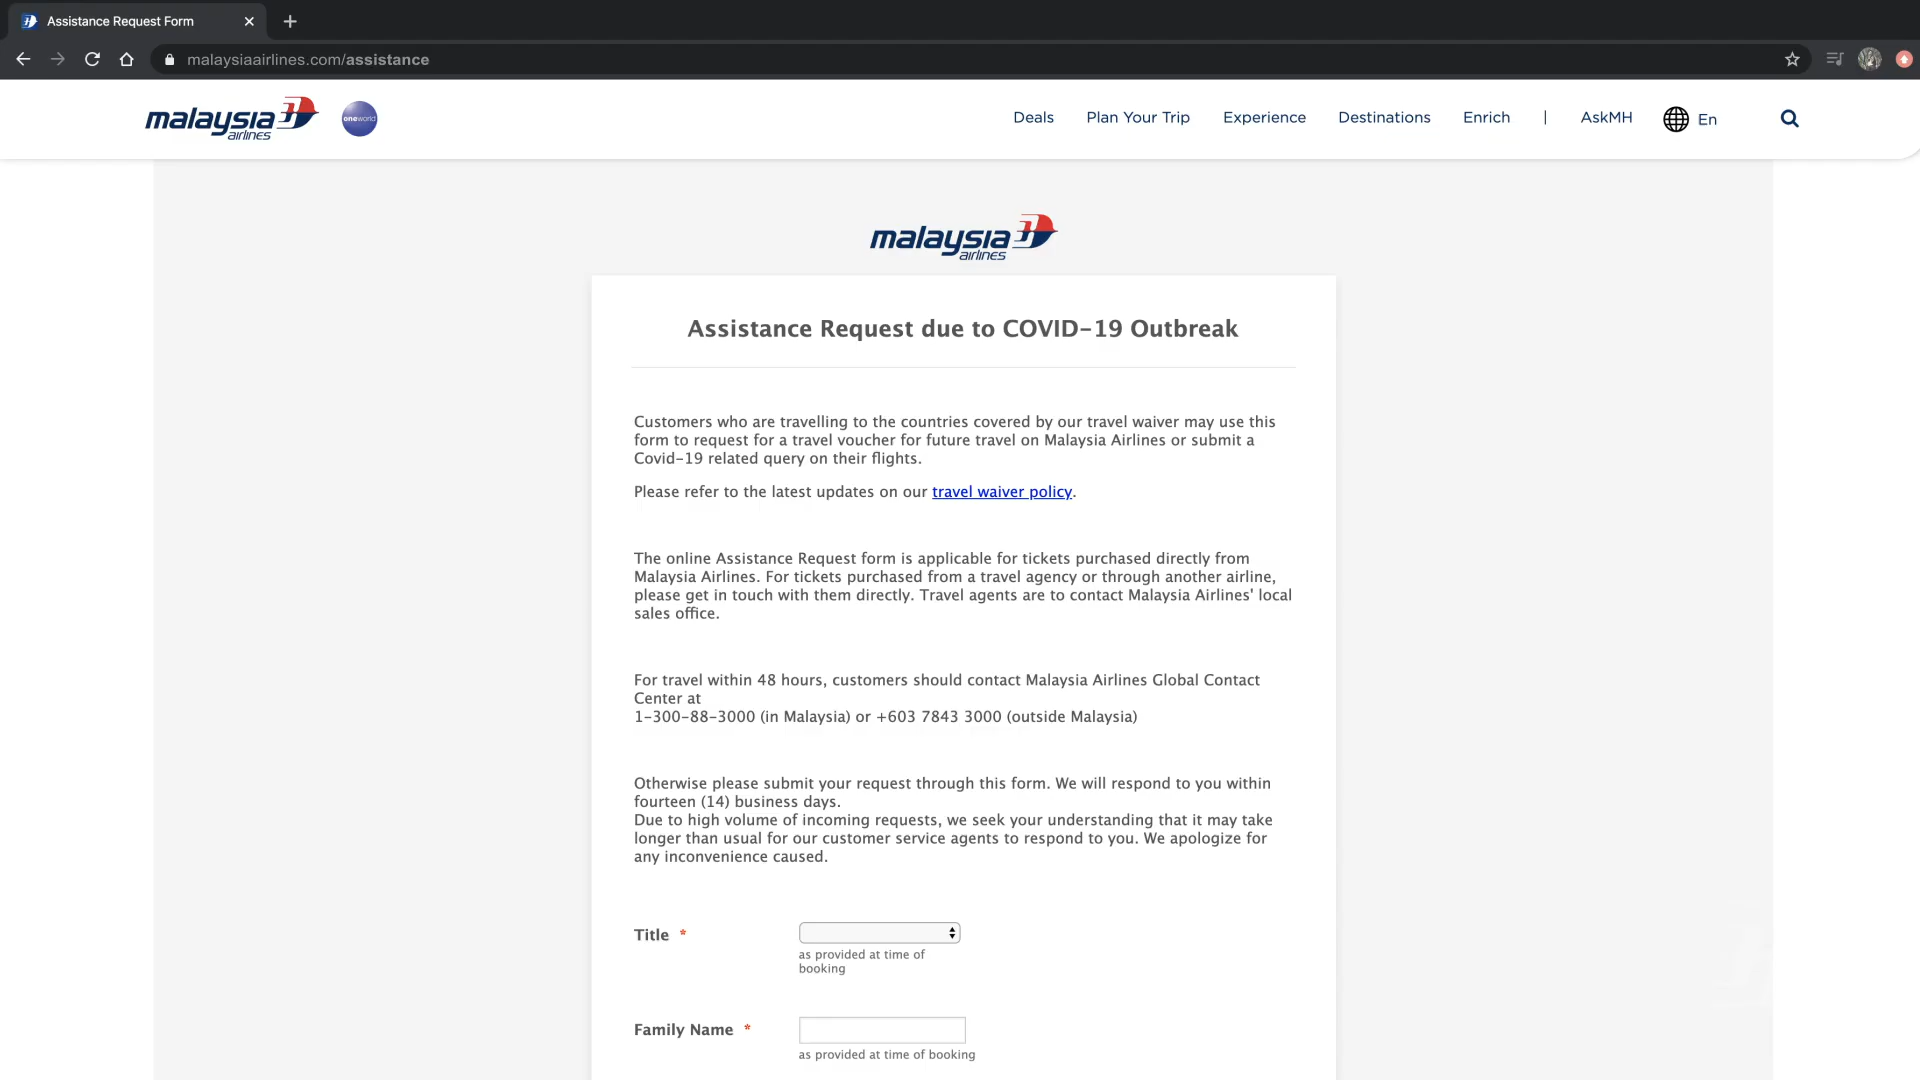 Assistance Request Form
malaysiaairlines.com/assistance
malaysia
airlines
oneworld
Deals
Plan Your Trip
Experience
Destinations
Enrich
|
AskMH
En
malaysia
airlines
Assistance Request due to COVID-19 Outbreak
Customers who are travelling to the countries covered by our travel waiver may use this
form to request for a travel voucher for future travel on Malaysia Airlines or submit a
Covid-19 related query on their flights.
Please refer to the latest updates on our travel waiver policy.
The online Assistance Request form is applicable for tickets purchased directly from
Malaysia Airlines. For tickets purchased from a travel agency or through another airline,
please get in touch with them directly. Travel agents are to contact Malaysia Airlines' local
sales office.
For travel within 48 hours, customers should contact Malaysia Airlines Global Contact
Center at
1-300-88-3000 (in Malaysia) or +603 7843 3000 (outside Malaysia)
Otherwise please submit your request through this form. We will respond to you within
fourteen (14) business days.
Due to high volume of incoming requests, we seek your understanding that it may take
longer than usual for our customer service agents to respond to you. We apologize for
any inconvenience caused.
Title *
as provided at time of
booking
Family Name *
as provided at time of booking